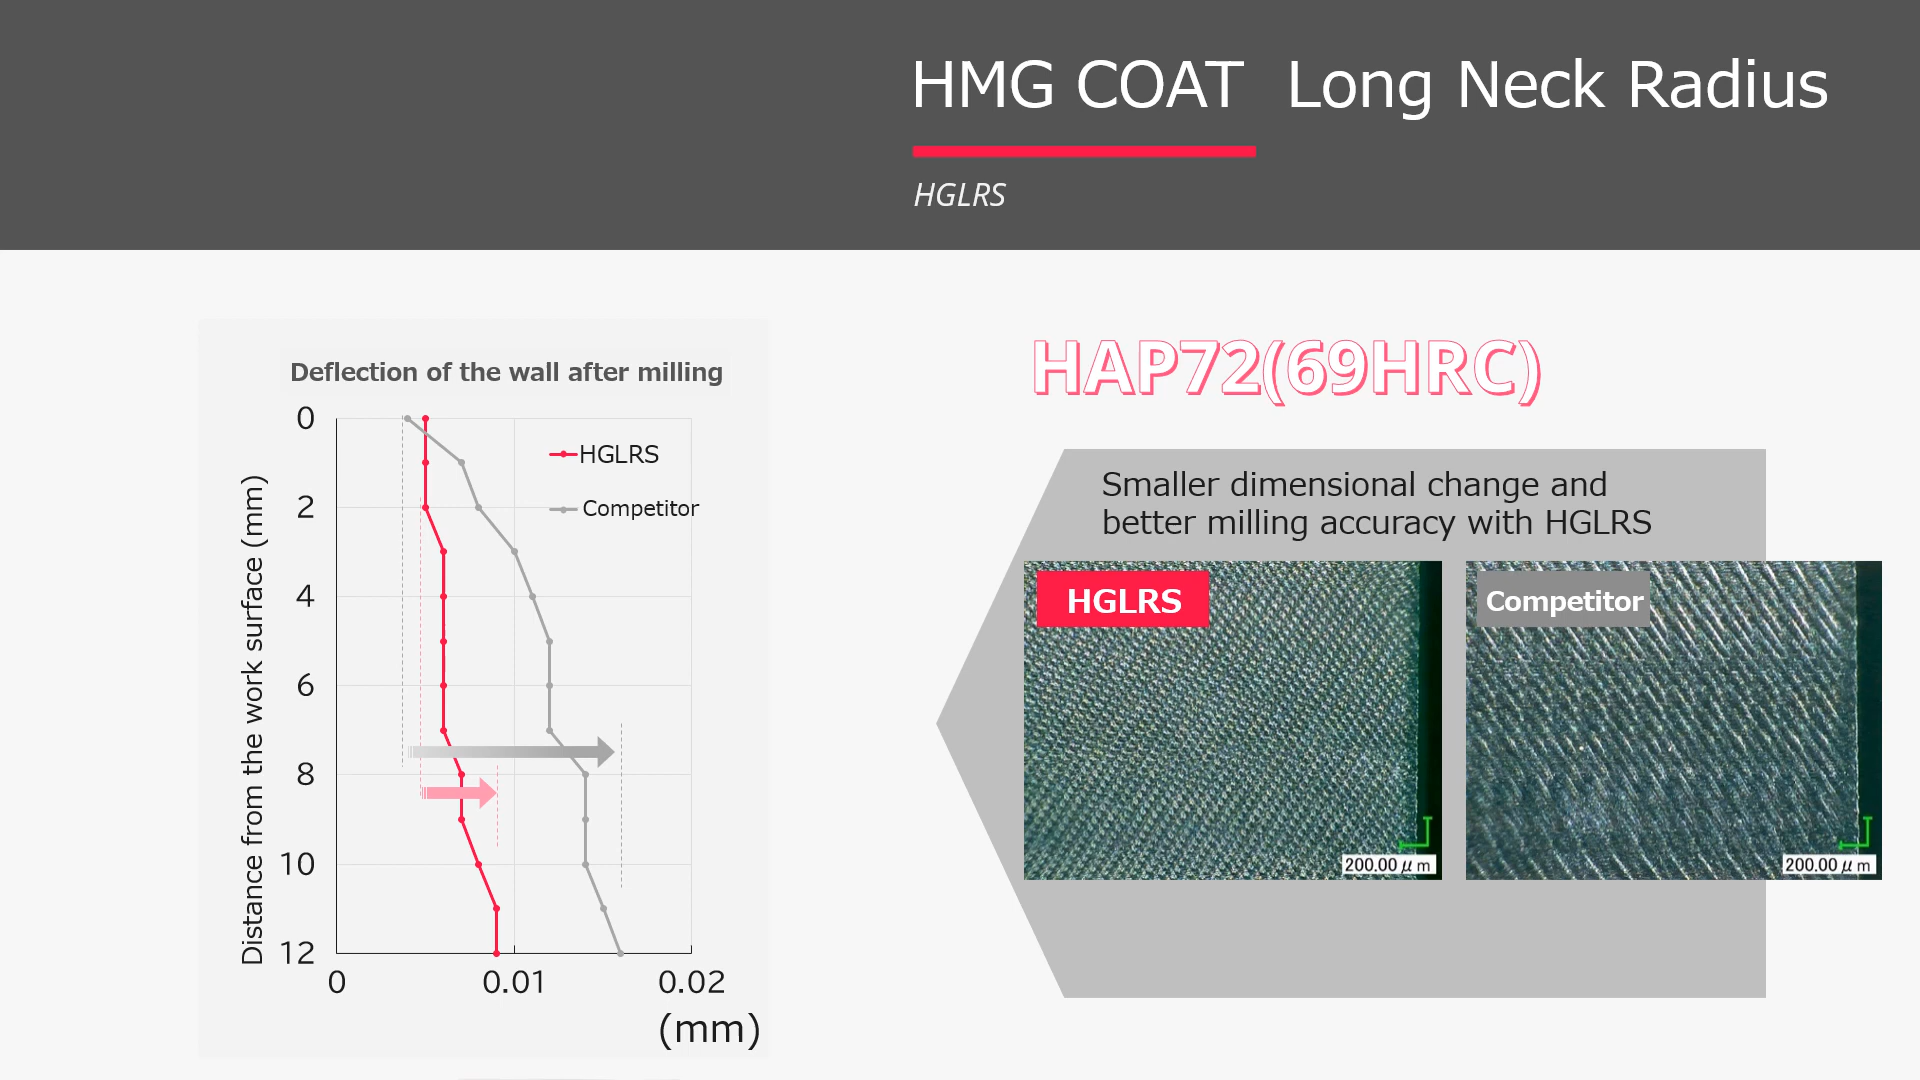 HMG COAT Long Neck Radius
HGLRS
Deflection of the wall after milling
0
2
4
6
8
10
12
Distance from the work surface (mm)
HGLRS
Competitor
0
0.01
0.02
(mm)
HAP72(69HRC)
Smaller dimensional change and
better milling accuracy with HGLRS
HGLRS
200.00 μ m
Competitor
200.00 μ m